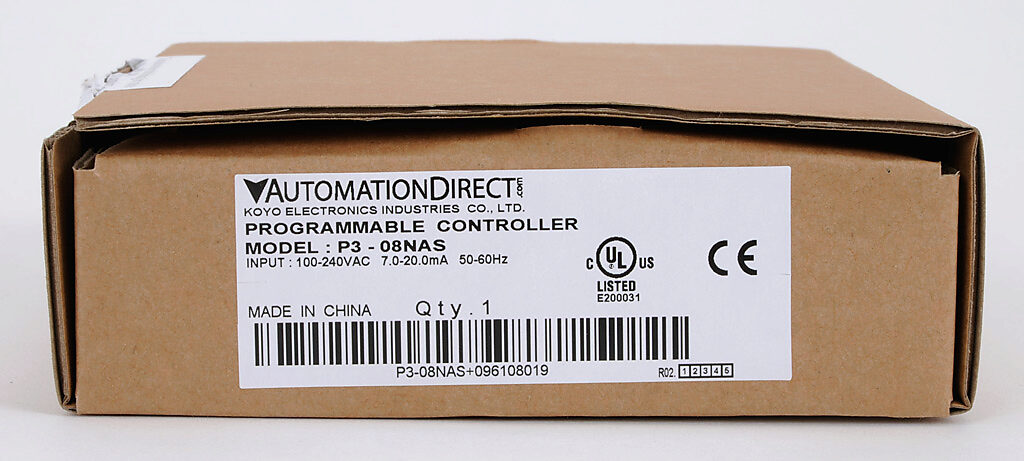 AUTOMATIONDIRECT.com
KOYO ELECTRONICS INDUSTRIES CO., LTD.
PROGRAMMABLE CONTROLLER
MODEL : P3 - 08NAS
INPUT : 100-240VAC 7.0-20.0mA 50-60Hz
C UL US
LISTED
E200031
CE
MADE IN CHINA Qty.1
P3-08NAS+096108019
R02. 1 2 3 4 5